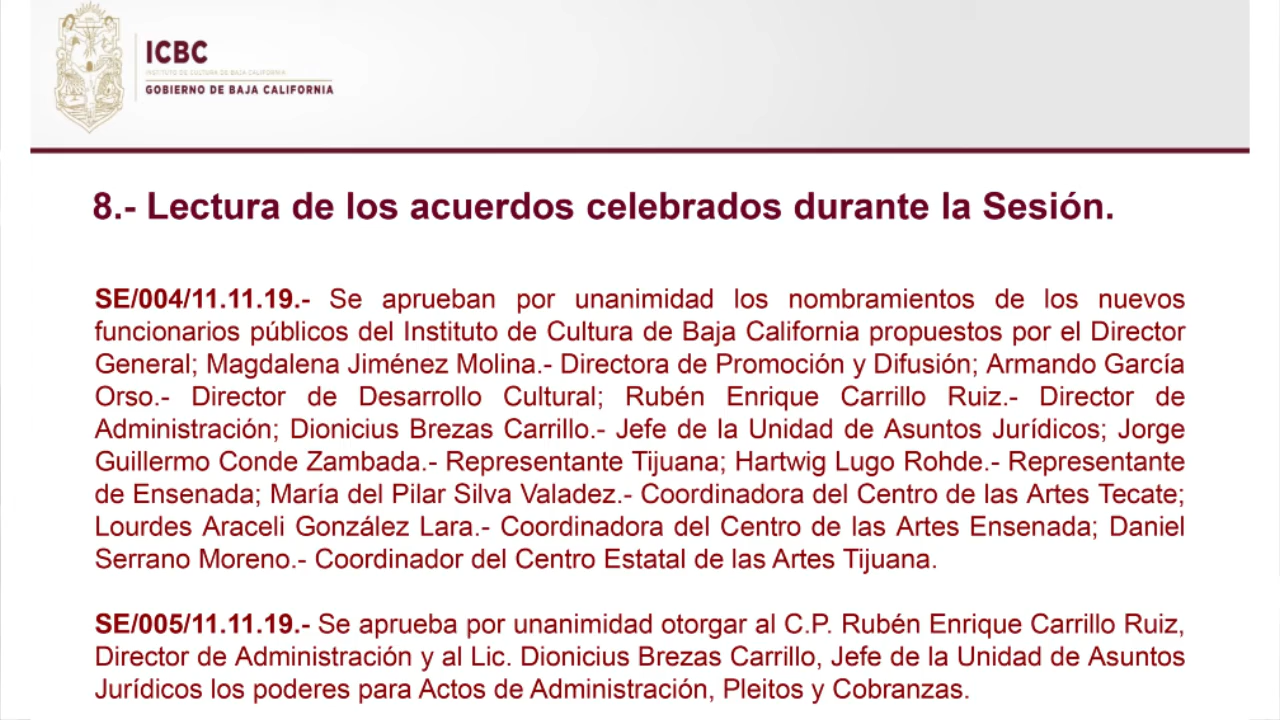 ICBC
INSTITUTO DE CULTURA DE BAJA CALIFORNIA
GOBIERNO DE BAJA CALIFORNIA
8.- Lectura de los acuerdos celebrados durante la Sesión.
SE/004/11.11.19.- Se aprueban por unanimidad los nombramientos de los nuevos
funcionarios públicos del Instituto de Cultura de Baja California propuestos por el Director
General; Magdalena Jiménez Molina.- Directora de Promoción y Difusión; Armando García
Orso.- Director de Desarrollo Cultural; Rubén Enrique Carrillo Ruiz.- Director de
Administración; Dionicius Brezas Carrillo.- Jefe de la Unidad de Asuntos Jurídicos; Jorge
Guillermo Conde Zambada.- Representante Tijuana; Hartwig Lugo Rohde.- Representante
de Ensenada; María del Pilar Silva Valadez.- Coordinadora del Centro de las Artes Tecate;
Lourdes Araceli González Lara.- Coordinadora del Centro de las Artes Ensenada; Daniel
Serrano Moreno.- Coordinador del Centro Estatal de las Artes Tijuana.
SE/005/11.11.19.- Se aprueba por unanimidad otorgar al C.P. Rubén Enrique Carrillo Ruiz,
Director de Administración y al Lic. Dionicius Brezas Carrillo, Jefe de la Unidad de Asuntos
Jurídicos los poderes para Actos de Administración, Pleitos y Cobranzas.